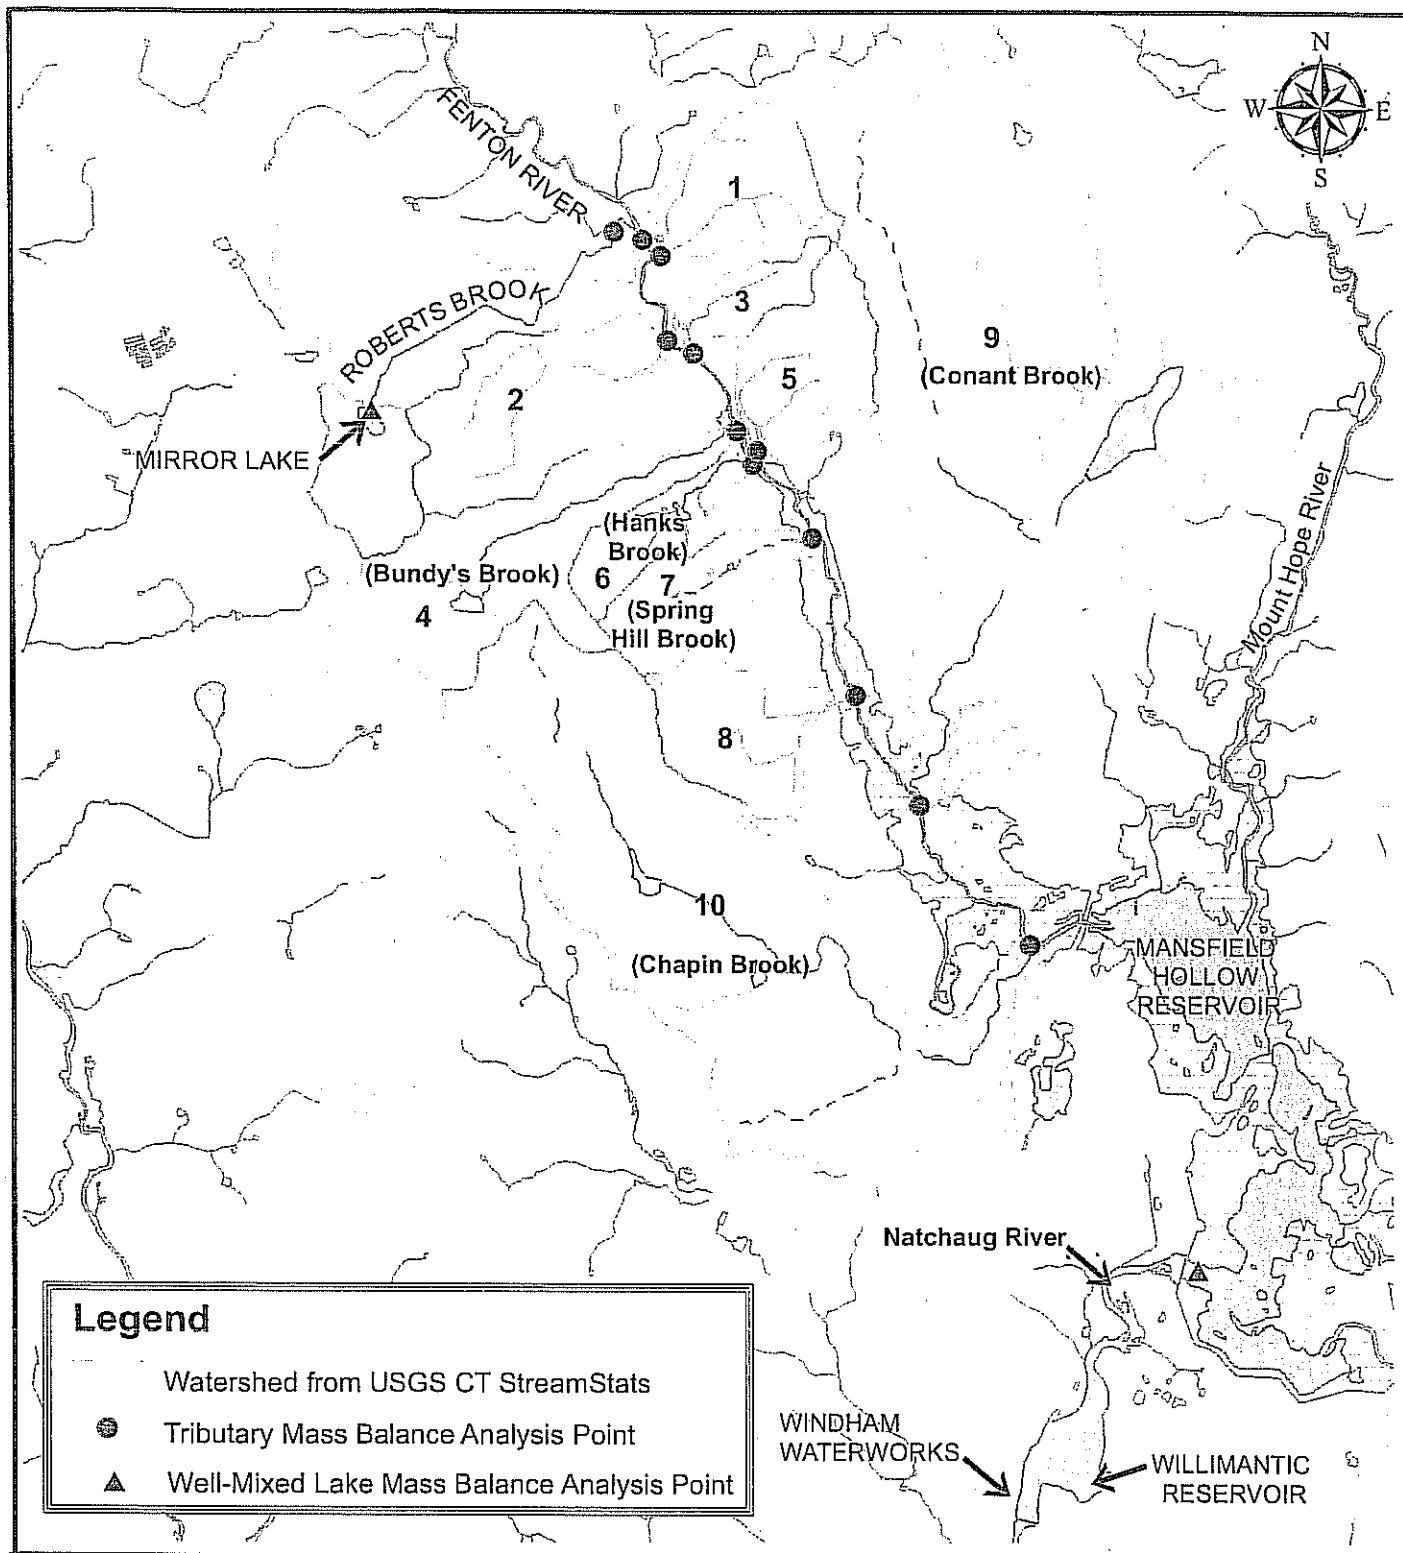 N
W E
S
FENTON RIVER
1
ROBERTS BROOK
3
9
(Conant Brook)
2
5
MIRROR LAKE
Mount Hope River
(Hanks
Brook)
(Bundy's Brook)
6
7
4
(Spring
Hill Brook)
8
10
(Chapin Brook)
MANSFIELD
HOLLOW
RESERVOIR
Natchaug River
Legend
Watershed from USGS CT StreamStats
Tributary Mass Balance Analysis Point
Well-Mixed Lake Mass Balance Analysis Point
WINDHAM
WATERWORKS
WILLIMANTIC
RESERVOIR